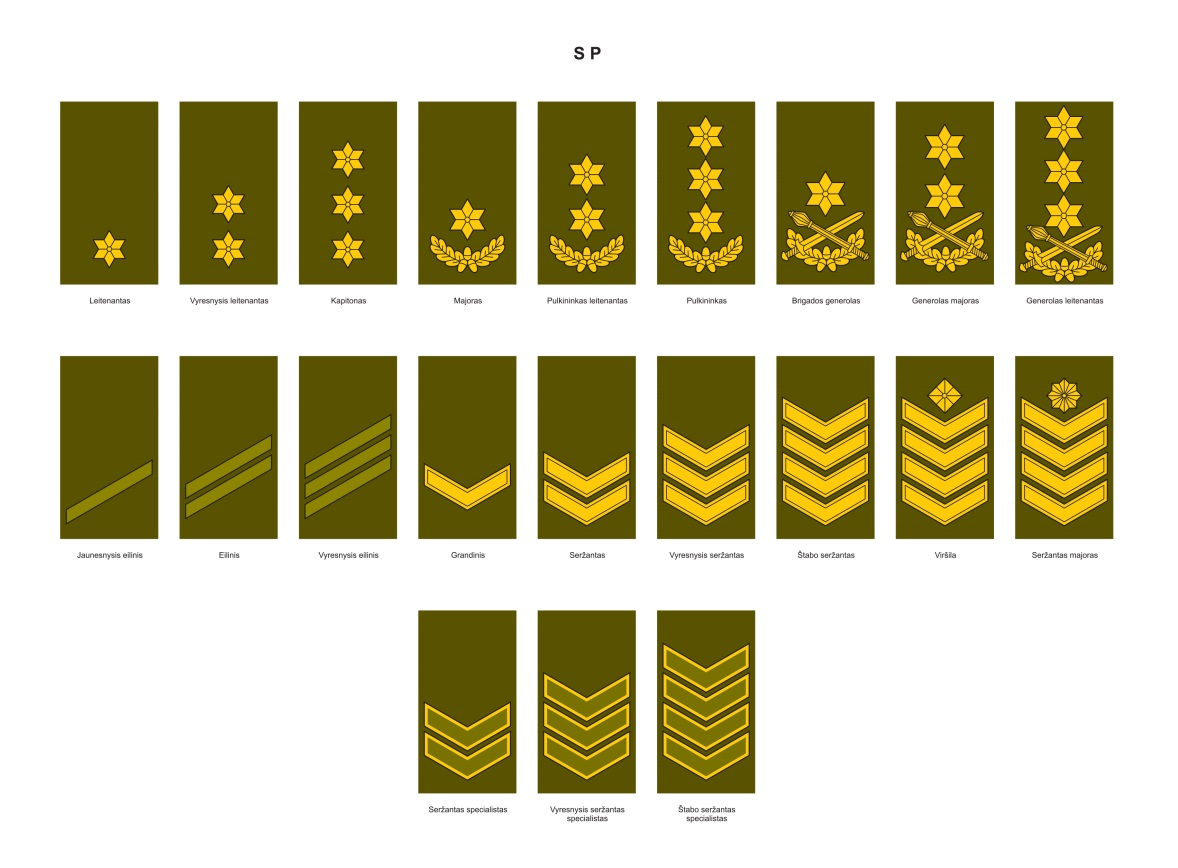 S P
Leitenantas
Vyresnysis leitenantas
Kapitonas
Majoras
Pulkininkas leitenantas
Pulkininkas
Brigados generolas
Generolas majoras
Generolas leitenantas
Jaunesnysis eilinis
Eilinis
Vyresnysis eilinis
Grandinis
Seržantas
Vyresnysis seržantas
Štabo seržantas
Viršila
Seržantas majoras
Seržantas specialistas
Vyresnysis seržantas
specialistas
Štabo seržantas
specialistas